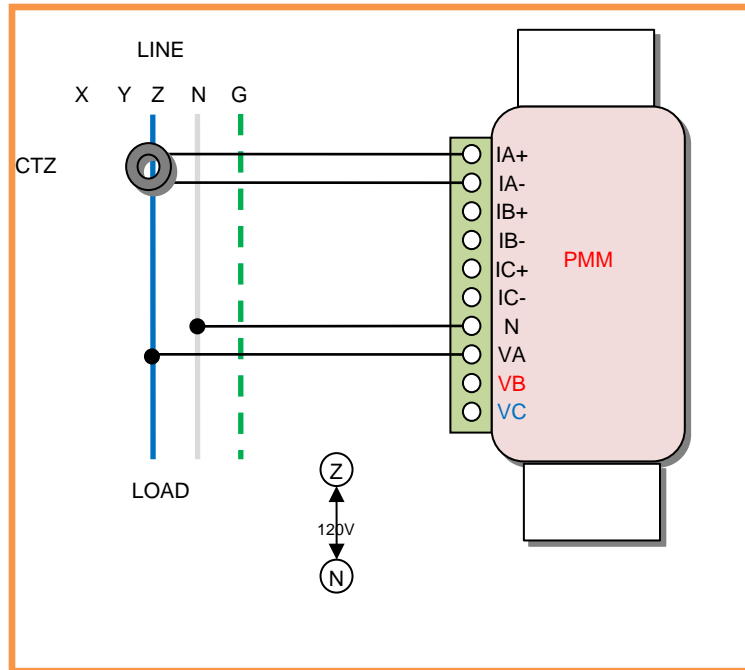 LINE
X Y Z N G
CTZ
IA+
IA-
IB+
IB-
IC+
IC-
N
VA
VB
VC
PMM
LOAD
Z
120V
N